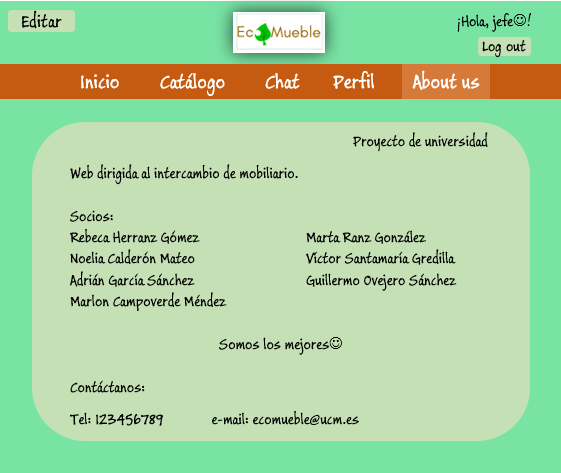 Editar
EcoMueble
¡Hola, jefe☺!
Log out
Inicio Catálogo Chat Perfil About us
Proyecto de universidad
Web dirigida al intercambio de mobiliario.
Socios:
Rebeca Herranz Gómez Marta Ranz González
Noelia Calderón Mateo Víctor Santamaría Gredilla
Adrián García Sánchez Guillermo Ovejero Sánchez
Marlon Campoverde Méndez
Somos los mejores☺
Contáctanos:
Tel: 123456789 e-mail: ecomueble@ucm.es